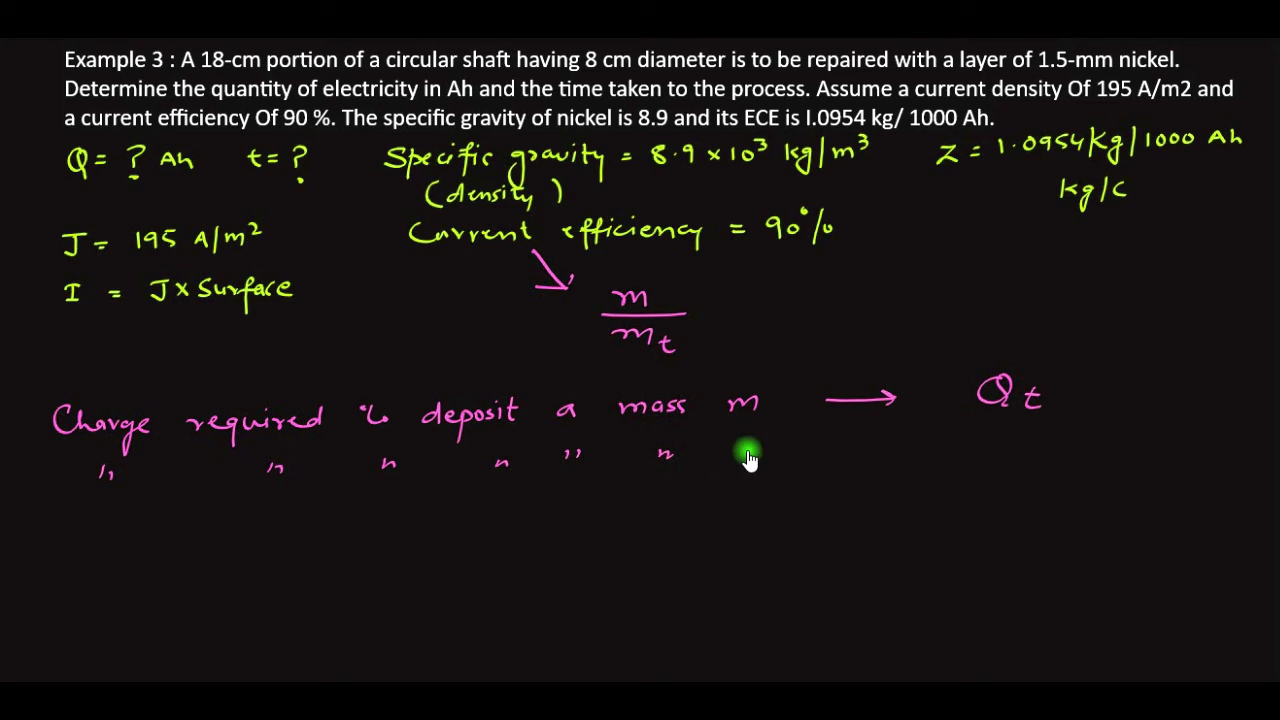 Example 3 : A 18-cm portion of a circular shaft having 8 cm diameter is to be repaired with a layer of 1.5-mm nickel.
Determine the quantity of electricity in Ah and the time taken to the process. Assume a current density Of 195 A/m2 and
a current efficiency Of 90 %. The specific gravity of nickel is 8.9 and its ECE is I.0954 kg/ 1000 Ah.
Q = ? Ah t = ? Specific gravity = 8.9 × 10³ kg/m³ Z = 1.0954 kg/1000 Ah
(density) kg/C
J = 195 A/m² Current efficiency = 90%
I = J × Surface
m
m_t
Charge required to deposit a mass m → Q_t
" " " " " "